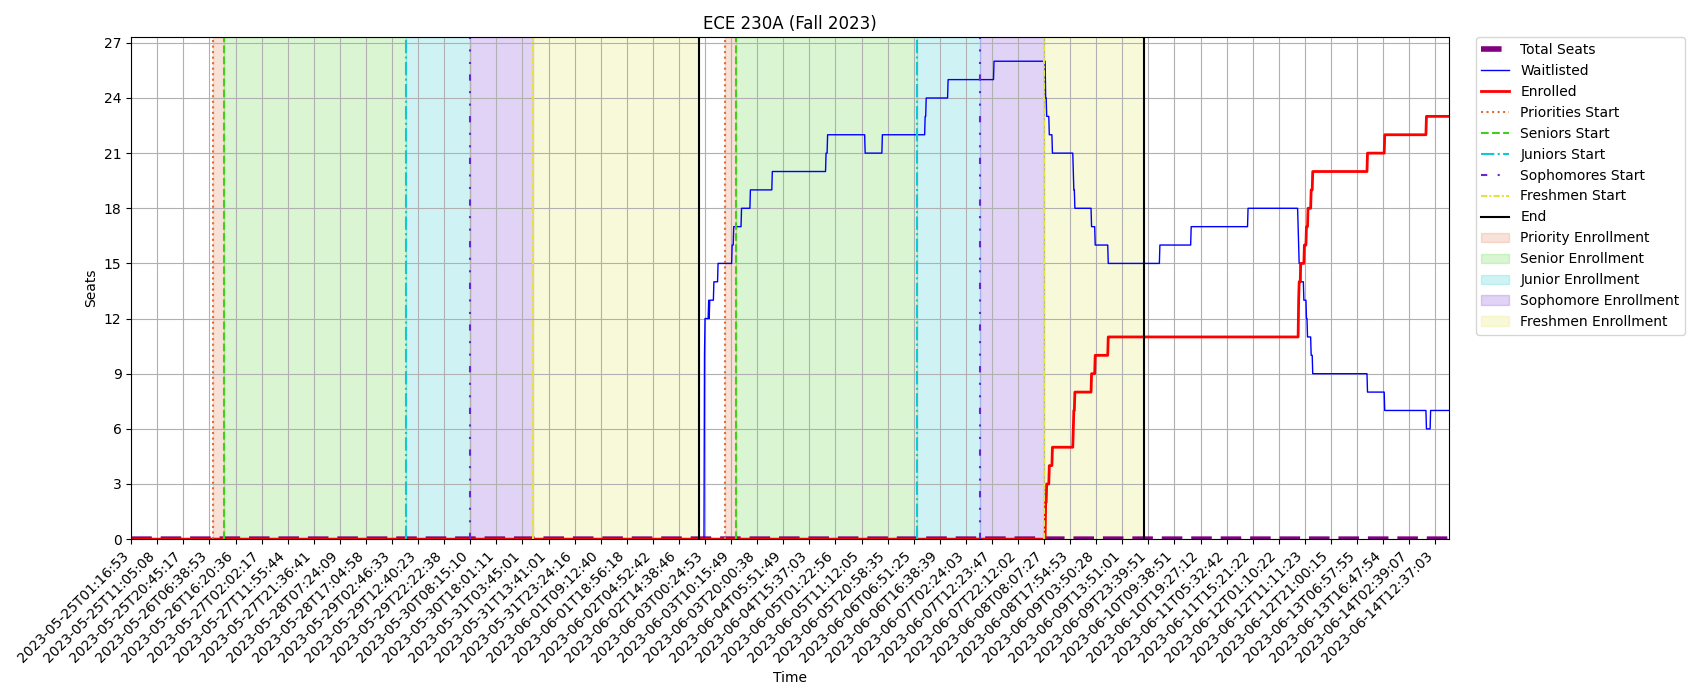 ECE 230A (Fall 2023)
27
24
21
18
15
12
9
6
3
0
Seats
2023-05-25T01:16:53
2023-05-25T11:05:08
2023-05-25T20:45:17
2023-05-26T06:38:53
2023-05-26T16:20:36
2023-05-27T02:02:17
2023-05-27T11:55:44
2023-05-27T21:36:41
2023-05-28T07:24:09
2023-05-28T17:04:58
2023-05-29T02:46:33
2023-05-29T12:40:23
2023-05-29T22:22:38
2023-05-30T08:15:10
2023-05-30T18:01:11
2023-05-31T03:45:01
2023-05-31T13:41:01
2023-05-31T23:24:16
2023-06-01T09:12:40
2023-06-01T18:56:18
2023-06-02T04:52:42
2023-06-02T14:38:46
2023-06-03T00:24:53
2023-06-03T10:15:49
2023-06-03T20:00:38
2023-06-04T05:51:49
2023-06-04T15:37:03
2023-06-05T01:22:56
2023-06-05T11:12:05
2023-06-05T20:58:35
2023-06-06T06:51:25
2023-06-06T16:38:39
2023-06-07T02:24:03
2023-06-07T12:23:47
2023-06-07T22:12:02
2023-06-08T08:07:27
2023-06-08T17:54:53
2023-06-09T03:50:28
2023-06-09T13:51:01
2023-06-09T23:39:51
2023-06-10T09:38:51
2023-06-10T19:27:12
2023-06-11T05:32:42
2023-06-11T15:21:22
2023-06-12T01:10:22
2023-06-12T11:11:23
2023-06-12T21:00:15
2023-06-13T06:57:55
2023-06-13T16:47:54
2023-06-14T02:39:07
2023-06-14T12:37:03
Time
Total Seats
Waitlisted
Enrolled
Priorities Start
Seniors Start
Juniors Start
Sophomores Start
Freshmen Start
End
Priority Enrollment
Senior Enrollment
Junior Enrollment
Sophomore Enrollment
Freshmen Enrollment